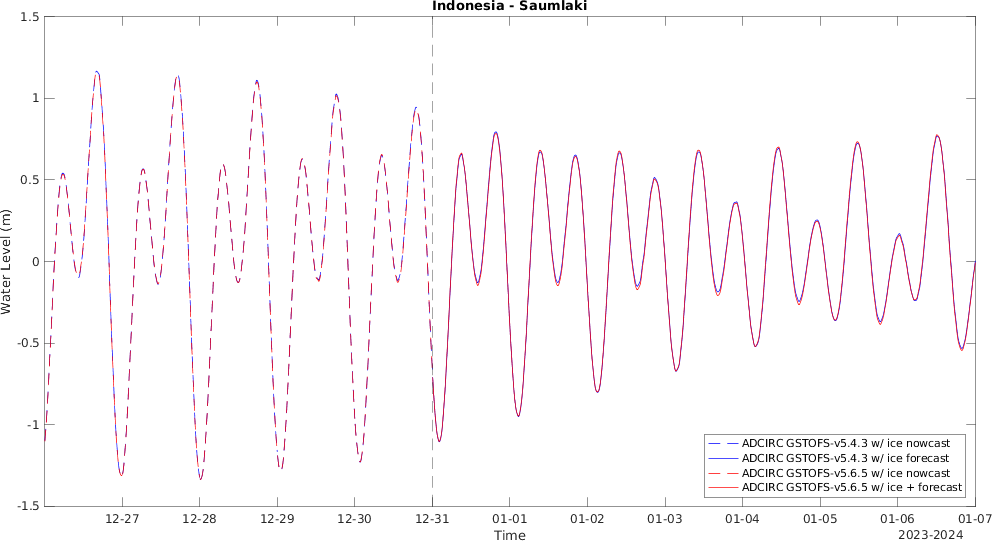 Indonesia - Saumlaki
1.5
1
0.5
0
-0.5
-1
-1.5
Water Level (m)
ADCIRC GSTOFS-v5.4.3 w/ ice nowcast
ADCIRC GSTOFS-v5.4.3 w/ ice forecast
ADCIRC GSTOFS-v5.6.5 w/ ice nowcast
ADCIRC GSTOFS-v5.6.5 w/ ice + forecast
12-27 12-28 12-29 12-30 12-31 01-01 01-02 01-03 01-04 01-05 01-06 01-07
Time
2023-2024